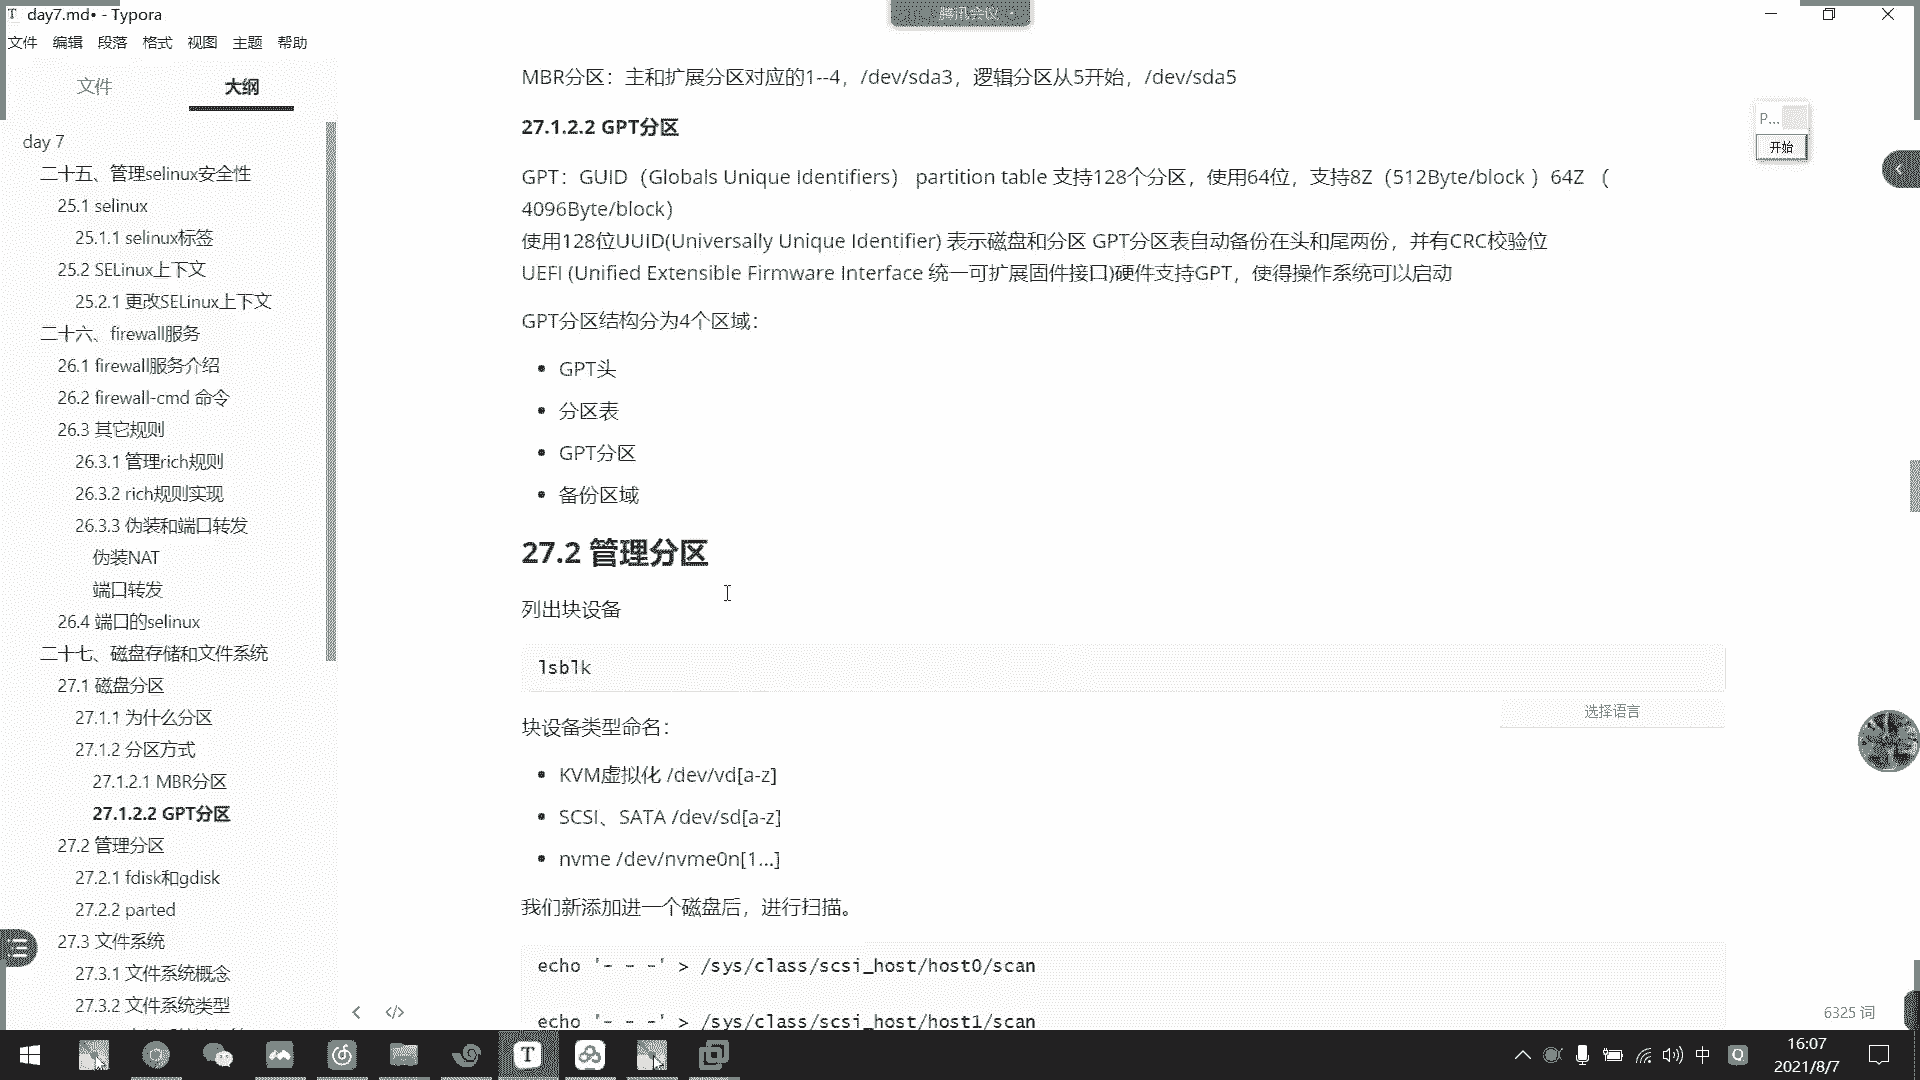 day7.md• - Typora
腾讯会议
文件 编辑 段落 格式 视图 主题 帮助
文件 大纲
day 7
二十五、管理selinux安全性
25.1 selinux
25.1.1 selinux标签
25.2 SELinux上下文
25.2.1 更改SELinux上下文
二十六、firewall服务
26.1 firewall服务介绍
26.2 firewall-cmd 命令
26.3 其它规则
26.3.1 管理rich规则
26.3.2 rich规则实现
26.3.3 伪装和端口转发
伪装NAT
端口转发
26.4 端口的selinux
二十七、磁盘存储和文件系统
27.1 磁盘分区
27.1.1 为什么分区
27.1.2 分区方式
27.1.2.1 MBR分区
27.1.2.2 GPT分区
27.2 管理分区
27.2.1 fdisk和gdisk
27.2.2 parted
27.3 文件系统
27.3.1 文件系统概念
27.3.2 文件系统类型
MBR分区：主和扩展分区对应的1--4，/dev/sda3，逻辑分区从5开始，/dev/sda5
27.1.2.2 GPT分区
GPT：GUID（Globals Unique Identifiers） partition table 支持128个分区，使用64位，支持8Z（512Byte/block ）64Z （
4096Byte/block）
使用128位UUID(Universally Unique Identifier) 表示磁盘和分区 GPT分区表自动备份在头和尾两份，并有CRC校验位
UEFI (Unified Extensible Firmware Interface 统一可扩展固件接口)硬件支持GPT，使得操作系统可以启动
GPT分区结构分为4个区域：
• GPT头
• 分区表
• GPT分区
• 备份区域
27.2 管理分区
列出块设备
lsblk
选择语言
块设备类型命名：
• KVM虚拟化 /dev/vd[a-z]
• SCSI、SATA /dev/sd[a-z]
• nvme /dev/nvme0n[1...]
我们新添加进一个磁盘后，进行扫描。
echo '- - -' > /sys/class/scsi_host/host0/scan
echo '- - -' > /sys/class/scsi_host/host1/scan
P...
开始
6325 词
中
16:07
2021/8/7